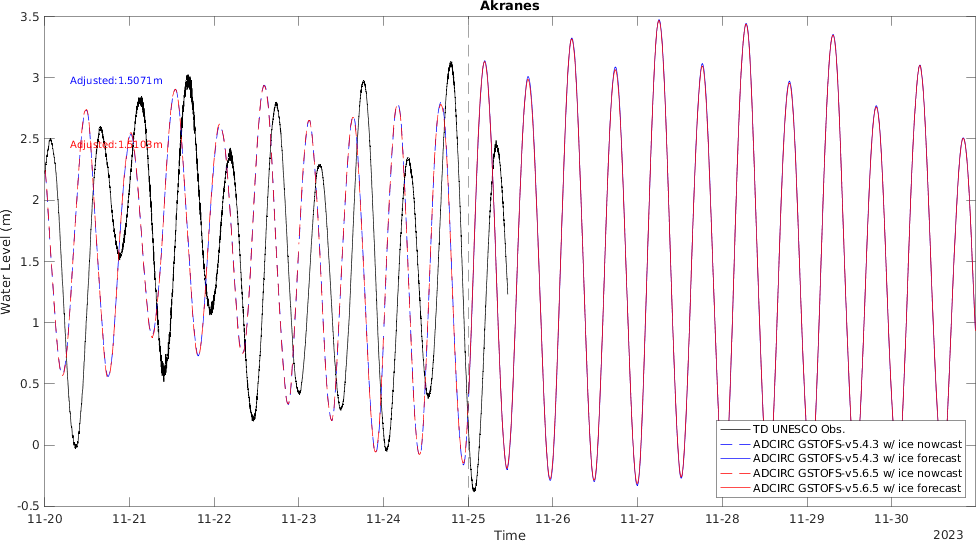 Akranes
3.5
3
2.5
2
1.5
1
0.5
0
-0.5
Water Level (m)
Adjusted:1.5071m
Adjusted:1.5103m
TD UNESCO Obs.
ADCIRC GSTOFS-v5.4.3 w/ ice nowcast
ADCIRC GSTOFS-v5.4.3 w/ ice forecast
ADCIRC GSTOFS-v5.6.5 w/ ice nowcast
ADCIRC GSTOFS-v5.6.5 w/ ice forecast
11-20 11-21 11-22 11-23 11-24 11-25 11-26 11-27 11-28 11-29 11-30
Time
2023